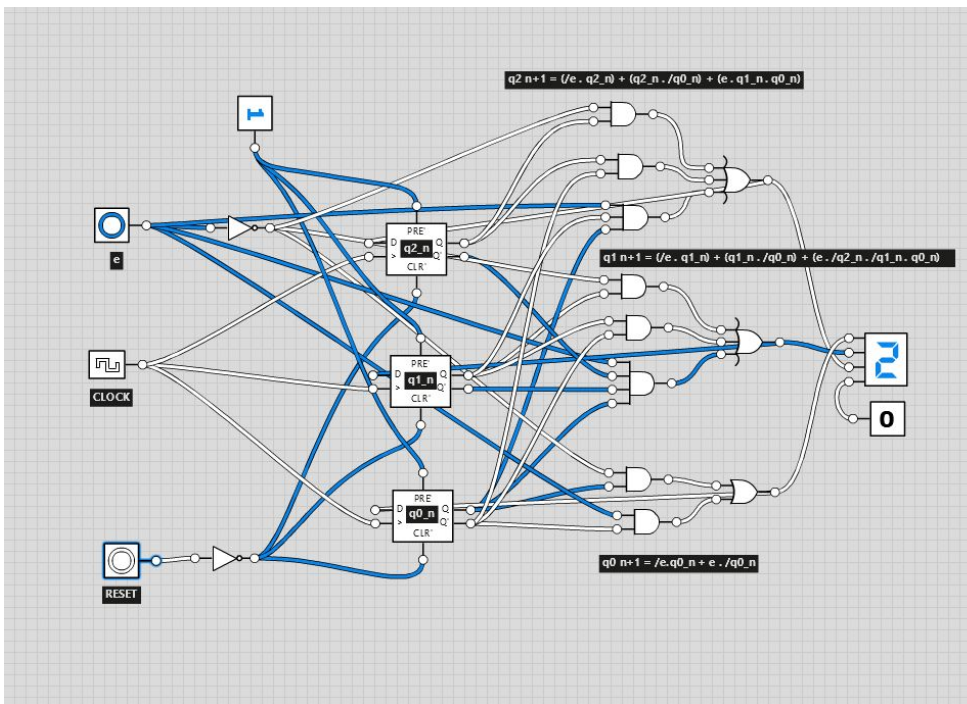 q2 n+1 = (/e . q2_n) + (q2_n . /q0_n) + (e . q1_n . q0_n)
1
PRE'
D q2_n Q
> Q'
CLR'
e
q1 n+1 = (/e . q1_n) + (q1_n . /q0_n) + (e . /q2_n . /q1_n . q0_n)
2
PRE'
D q1_n Q
> Q'
CLR'
CLOCK
0
PRE'
D q0_n Q
> Q'
CLR'
q0 n+1 = /e.q0_n + e . /q0_n
RESET